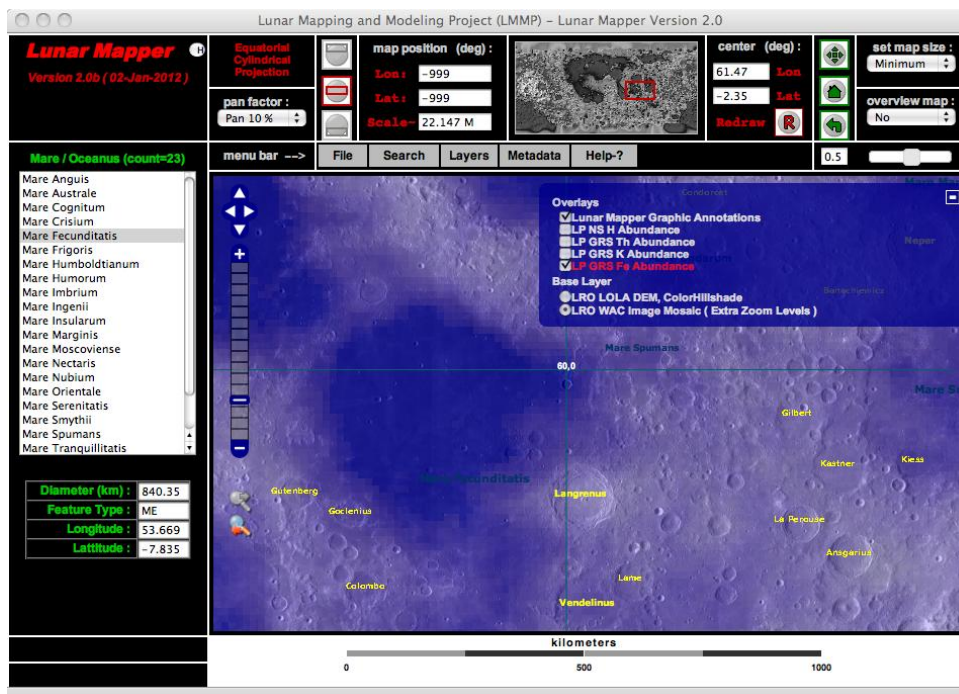 Lunar Mapping and Modeling Project (LMMP) – Lunar Mapper Version 2.0
Lunar Mapper
H
Version 2.0b ( 02-Jan-2012 )
Equatorial
Cylindrical
Projection
pan factor :
Pan 10 %
map position (deg) :
Lon: -999
Lat: -999
Scale~ 22.147 M
center (deg) :
61.47 Lon
-2.35 Lat
Redraw R
set map size :
Minimum
overview map :
No
Mare / Oceanus (count=23)
menu bar -->
File
Search
Layers
Metadata
Help-?
0.5
Mare Anguis
Mare Australe
Mare Cognitum
Mare Crisium
Mare Fecunditatis
Mare Frigoris
Mare Humboldtianum
Mare Humorum
Mare Imbrium
Mare Ingenii
Mare Insularum
Mare Marginis
Mare Moscoviense
Mare Nectaris
Mare Nubium
Mare Orientale
Mare Serenitatis
Mare Smythii
Mare Spumans
Mare Tranquillitatis
Diameter (km) : 840.35
Feature Type : ME
Longitude : 53.669
Lattitude : -7.835
Condorcet
Overlays
Lunar Mapper Graphic Annotations
LP NS H Abundance
LP GRS Th Abundance
LP GRS K Abundance
LP GRS Fe Abundance
Base Layer
LRO LOLA DEM, ColorHillshade
LRO WAC Image Mosaic ( Extra Zoom Levels )
Neper
Mare Spumans
60,0
Mare S
Gilbert
Kastner
Kiess
Mare Fecunditatis
Gutenberg
Langrenus
Goclenius
La Perouse
Ansgarius
Lame
Colombo
Vendelinus
kilometers
0
500
1000